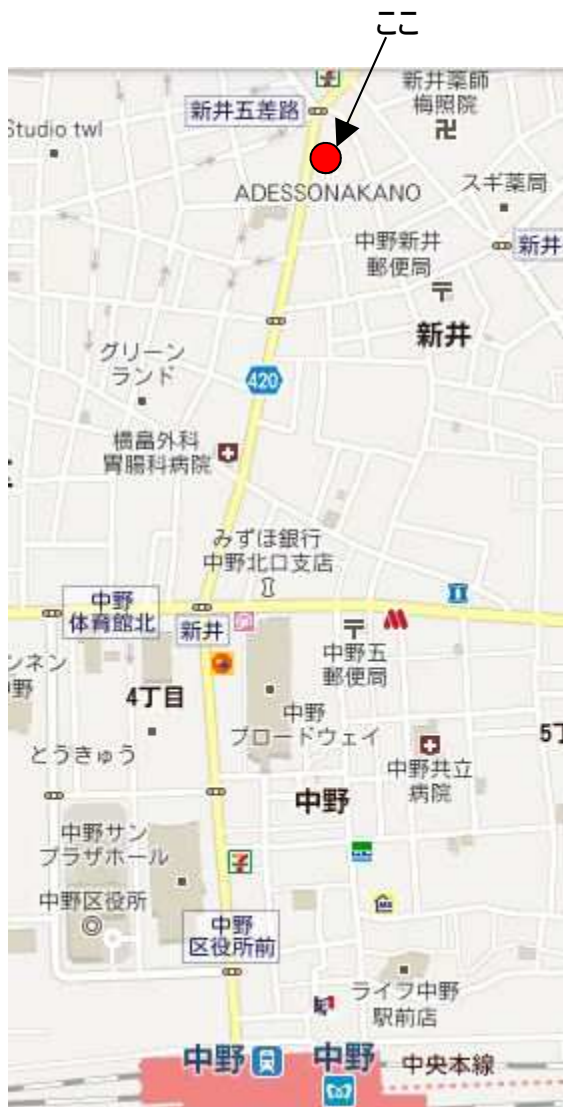 ここ
新井五差路
新井薬師
梅照院
Studio twl
ADESSONAKANO
スギ薬局
中野新井
郵便局
新井
新井
グリーン
ランド
420
横畠外科
胃腸科病院
みずほ銀行
中野北口支店
中野
体育館北
新井
中野五
郵便局
ンネン
中野
4丁目
中野
ブロードウェイ
5丁
とうきゅう
中野共立
病院
中野
中野サン
プラザホール
中野区役所
中野
区役所前
ライフ中野
駅前店
中野
中野
中央本線